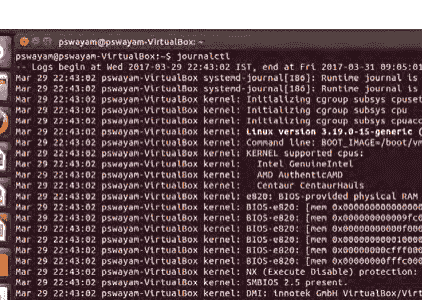 pswayam@pswayam-VirtualBox: ~
pswayam@pswayam-VirtualBox:~$ journalctl
-- Logs begin at Wed 2017-03-29 22:43:02 IST, end at Fri 2017-03-31 09:05:01
Mar 29 22:43:02 pswayam-VirtualBox systemd-journal[186]: Runtime journal is
Mar 29 22:43:02 pswayam-VirtualBox systemd-journal[186]: Runtime journal is
Mar 29 22:43:02 pswayam-VirtualBox kernel: Initializing cgroup subsys cpuset
Mar 29 22:43:02 pswayam-VirtualBox kernel: Initializing cgroup subsys cpu
Mar 29 22:43:02 pswayam-VirtualBox kernel: Initializing cgroup subsys cpuacc
Mar 29 22:43:02 pswayam-VirtualBox kernel: Linux version 3.19.0-15-generic (
Mar 29 22:43:02 pswayam-VirtualBox kernel: Command line: BOOT_IMAGE=/boot/vm
Mar 29 22:43:02 pswayam-VirtualBox kernel: KERNEL supported cpus:
Mar 29 22:43:02 pswayam-VirtualBox kernel: Intel GenuineIntel
Mar 29 22:43:02 pswayam-VirtualBox kernel: AMD AuthenticAMD
Mar 29 22:43:02 pswayam-VirtualBox kernel: Centaur CentaurHauls
Mar 29 22:43:02 pswayam-VirtualBox kernel: e820: BIOS-provided physical RAM
Mar 29 22:43:02 pswayam-VirtualBox kernel: BIOS-e820: [mem 0x00000000000000
Mar 29 22:43:02 pswayam-VirtualBox kernel: BIOS-e820: [mem 0x000000000009fc0
Mar 29 22:43:02 pswayam-VirtualBox kernel: BIOS-e820: [mem 0x00000000000f000
Mar 29 22:43:02 pswayam-VirtualBox kernel: BIOS-e820: [mem 0x000000000010000
Mar 29 22:43:02 pswayam-VirtualBox kernel: BIOS-e820: [mem 0x00000000cfff000
Mar 29 22:43:02 pswayam-VirtualBox kernel: BIOS-e820: [mem 0x00000000fffc000
Mar 29 22:43:02 pswayam-VirtualBox kernel: NX (Execute Disable) protection:
Mar 29 22:43:02 pswayam-VirtualBox kernel: SMBIOS 2.5 present.
Mar 29 22:43:02 pswayam-VirtualBox kernel: DMI: innotek GmbH VirtualBox/Virt